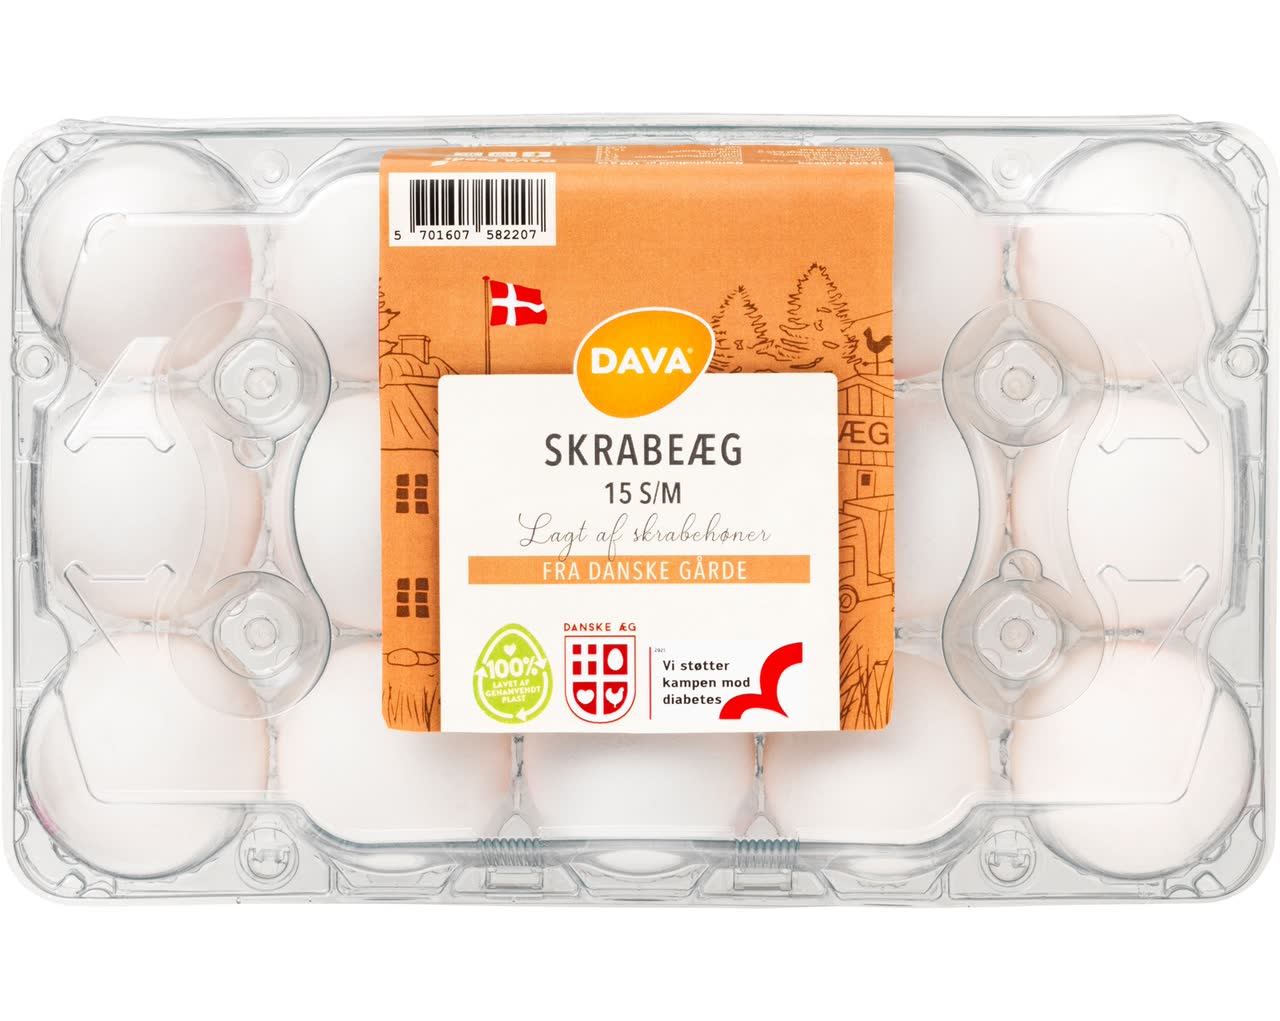 5 701607 582207
DAVA
SKRABEÆG
15 S/M
Lagt af skrabehøner
FRA DANSKE GÅRDE
ÆG
100%
LAVET AF
GENANVENDT
PLAST
DANSKE ÆG
2021
Vi støtter
kampen mod
diabetes